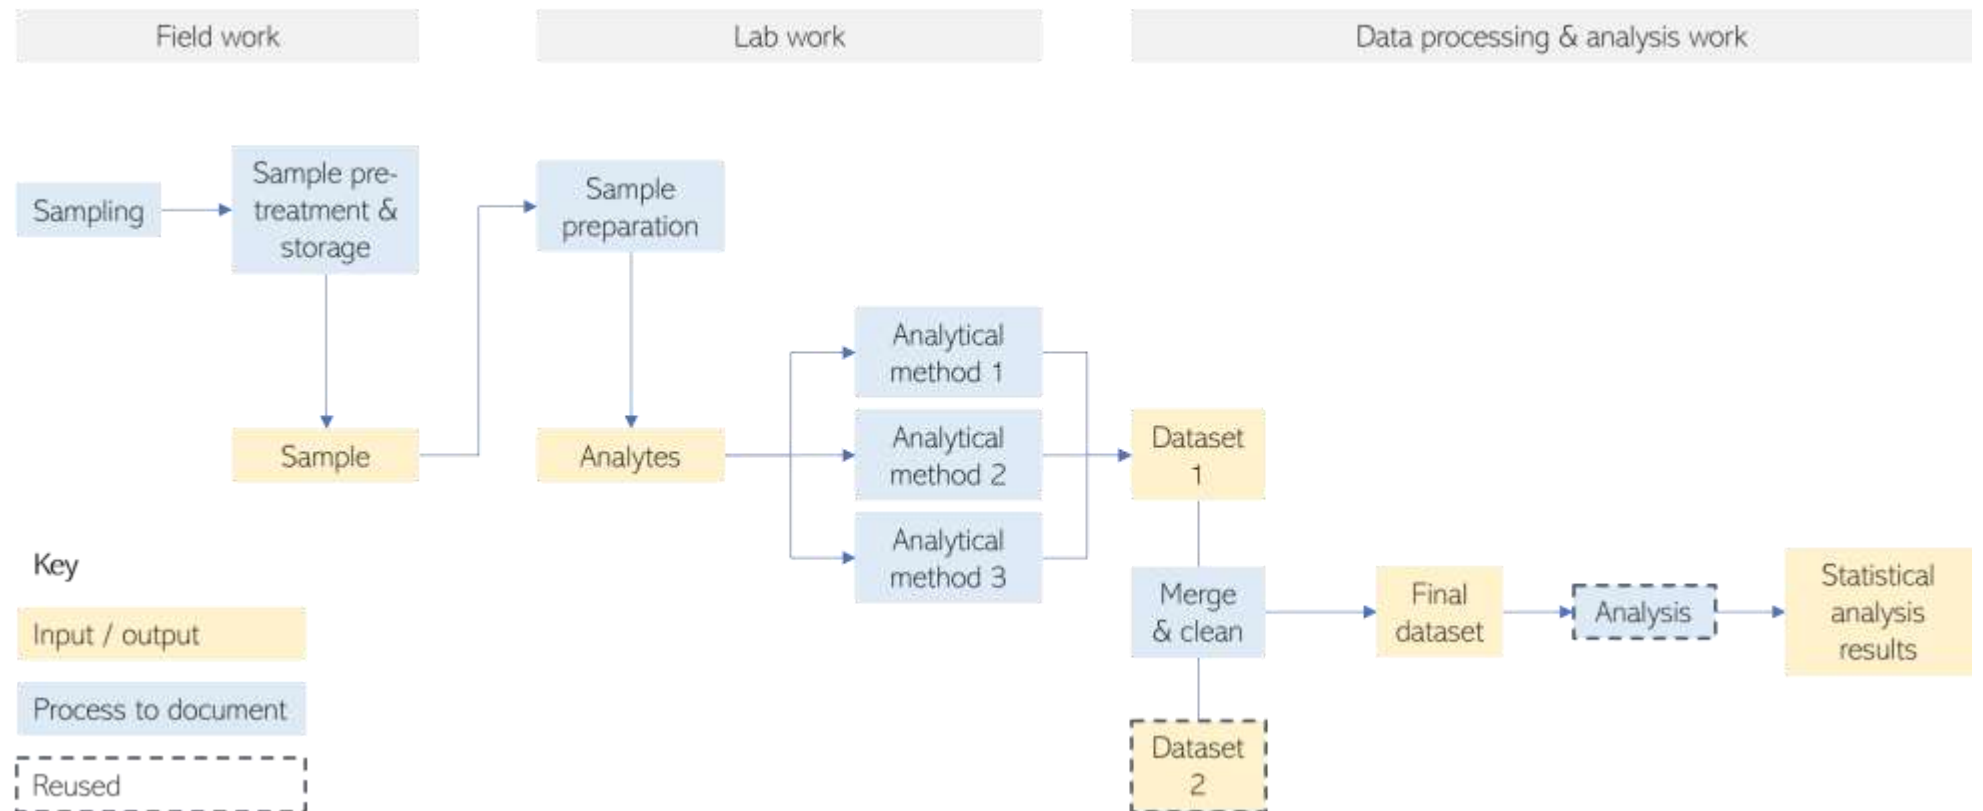 Field work
Lab work
Data processing & analysis work
Sampling
Sample pre-
treatment &
storage
Sample
preparation
Analytical
method 1
Sample
Analytes
Analytical
method 2
Dataset
1
Analytical
method 3
Merge
& clean
Final
dataset
Analysis
Statistical
analysis
results
Dataset
2
Key
Input / output
Process to document
Reused